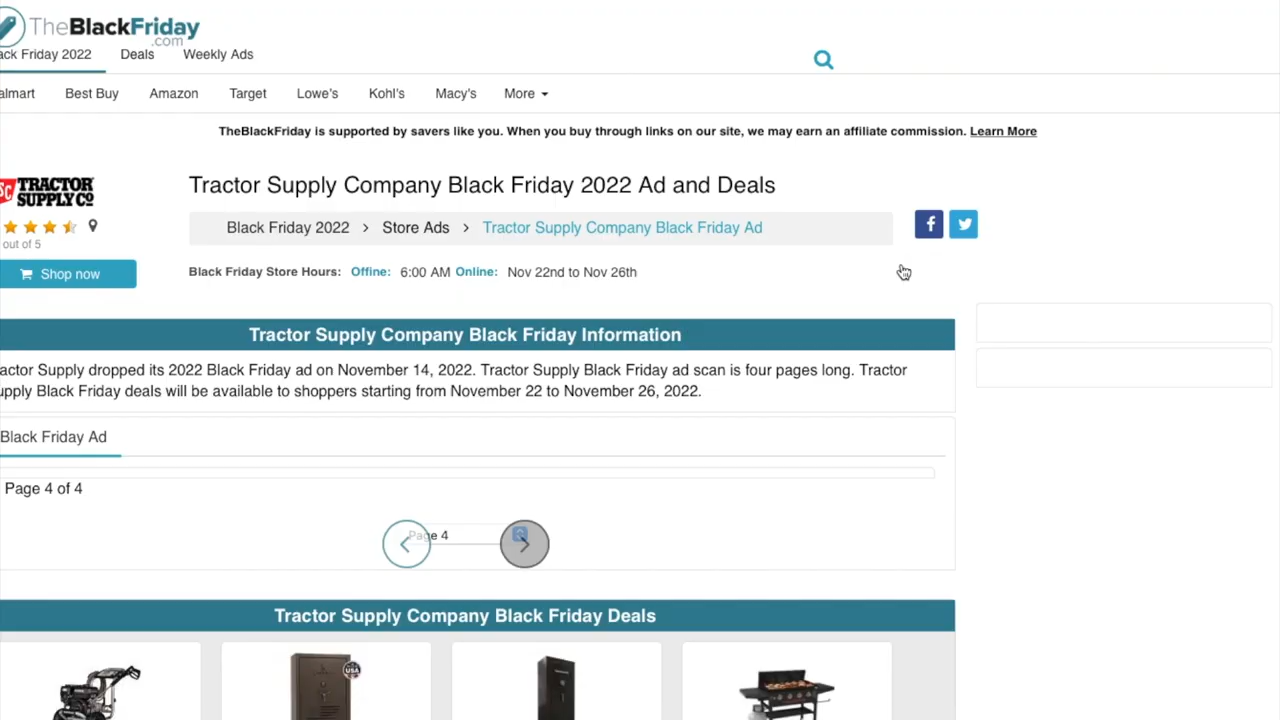 TheBlackFriday
.com
ack Friday 2022 Deals Weekly Ads
almart Best Buy Amazon Target Lowe's Kohl's Macy's More
TheBlackFriday is supported by savers like you. When you buy through links on our site, we may earn an affiliate commission. Learn More
SC TRACTOR
SUPPLY CO
out of 5
Shop now
Tractor Supply Company Black Friday 2022 Ad and Deals
Black Friday 2022 > Store Ads > Tractor Supply Company Black Friday Ad
Black Friday Store Hours: Offine: 6:00 AM Online: Nov 22nd to Nov 26th
Tractor Supply Company Black Friday Information
actor Supply dropped its 2022 Black Friday ad on November 14, 2022. Tractor Supply Black Friday ad scan is four pages long. Tractor
upply Black Friday deals will be available to shoppers starting from November 22 to November 26, 2022.
Black Friday Ad
Page 4 of 4
Page 4
Tractor Supply Company Black Friday Deals
USA